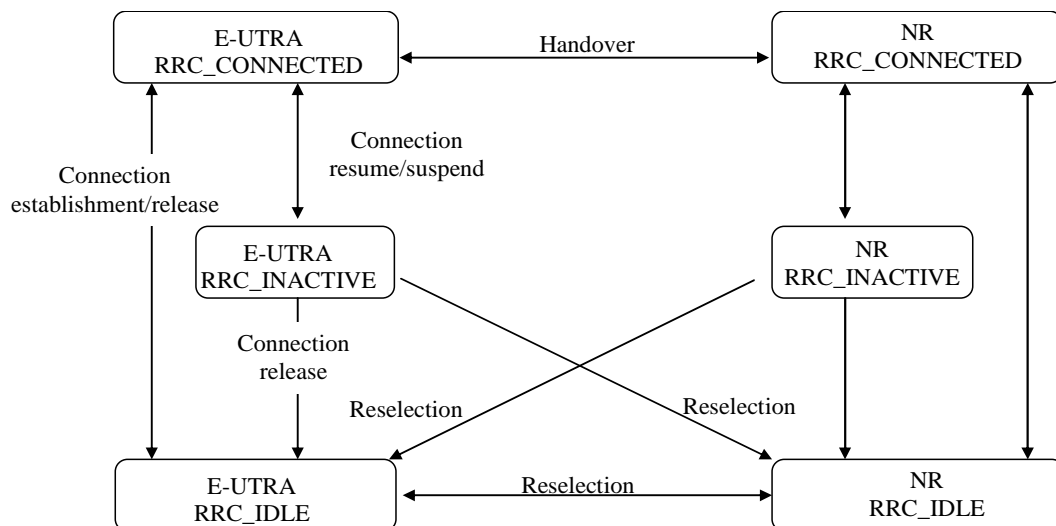 E-UTRA
RRC_CONNECTED
Handover
NR
RRC_CONNECTED
Connection
resume/suspend
Connection
establishment/release
E-UTRA
RRC_INACTIVE
NR
RRC_INACTIVE
Connection
release
Reselection
Reselection
E-UTRA
RRC_IDLE
Reselection
NR
RRC_IDLE